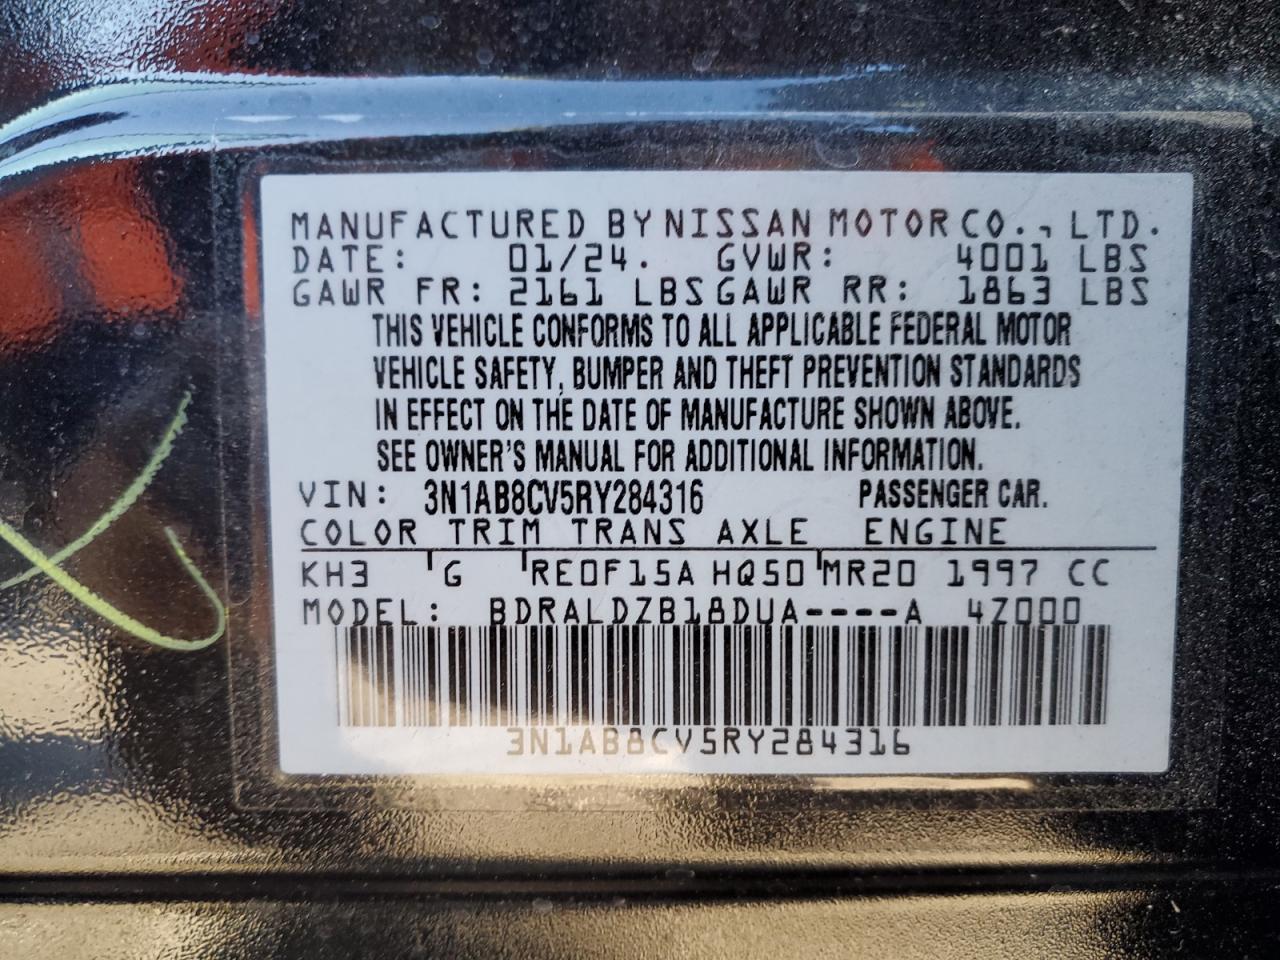 MANUFACTURED BY NISSAN MOTOR CO., LTD.
DATE: 01/24. GVWR: 4001 LBS
GAWR FR: 2161 LBS GAWR RR: 1863 LBS
THIS VEHICLE CONFORMS TO ALL APPLICABLE FEDERAL MOTOR
VEHICLE SAFETY, BUMPER AND THEFT PREVENTION STANDARDS
IN EFFECT ON THE DATE OF MANUFACTURE SHOWN ABOVE.
SEE OWNER'S MANUAL FOR ADDITIONAL INFORMATION.
VIN: 3N1AB8CV5RY284316 PASSENGER CAR.
COLOR TRIM TRANS AXLE ENGINE
KH3 G RE0F15A HQ50 MR20 1997 CC
MODEL: BDRALDZB18DUA----A 4Z000
3N1AB8CV5RY284316